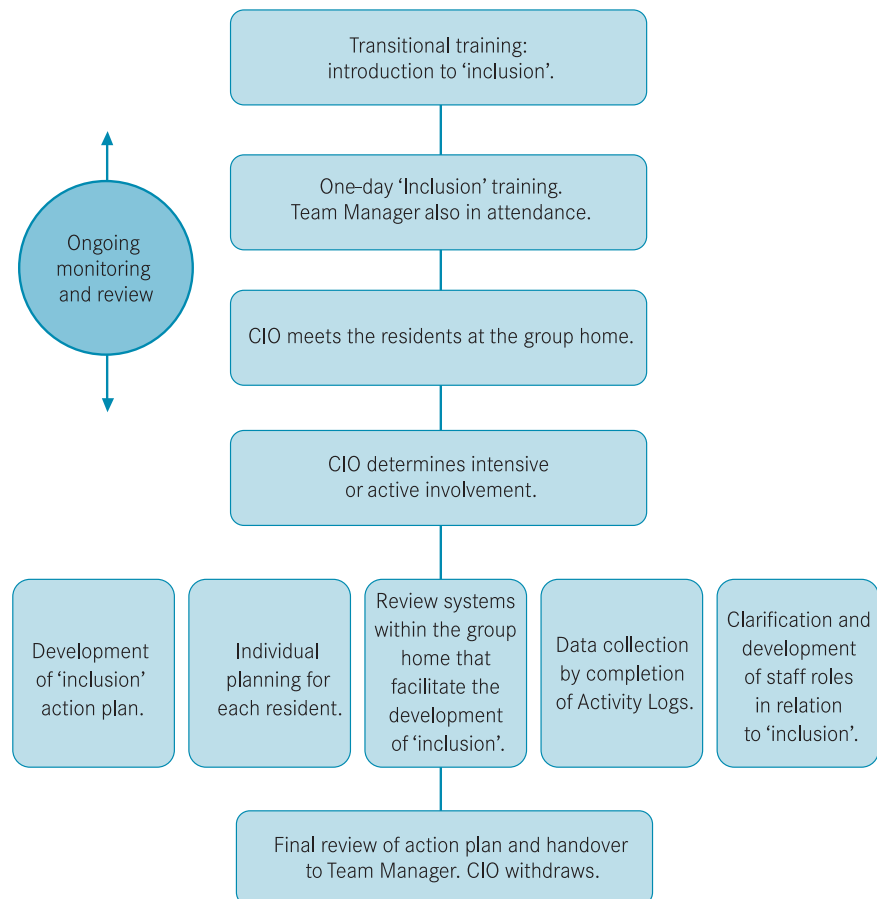 Transitional training:
introduction to ‘inclusion’.
One-day ‘Inclusion’ training.
Team Manager also in attendance.
Ongoing
monitoring
and review
CIO meets the residents at the group home.
CIO determines intensive
or active involvement.
Development
of ‘inclusion’
action plan.
Individual
planning for
each resident.
Review systems
within the group
home that
facilitate the
development
of ‘inclusion’.
Data collection
by completion
of Activity Logs.
Clarification and
development
of staff roles
in relation
to ‘inclusion’.
Final review of action plan and handover
to Team Manager. CIO withdraws.